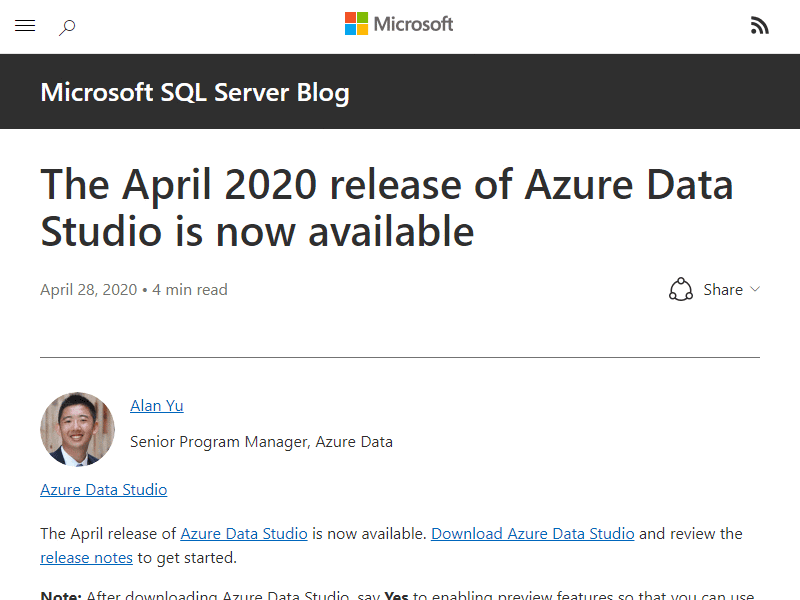 Microsoft
Microsoft SQL Server Blog
The April 2020 release of Azure Data
Studio is now available
April 28, 2020 • 4 min read
Share
Alan Yu
Senior Program Manager, Azure Data
Azure Data Studio
The April release of Azure Data Studio is now available. Download Azure Data Studio and review the
release notes to get started.
Note: After downloading Azure Data Studio, say Yes to enabling preview features so that you can use